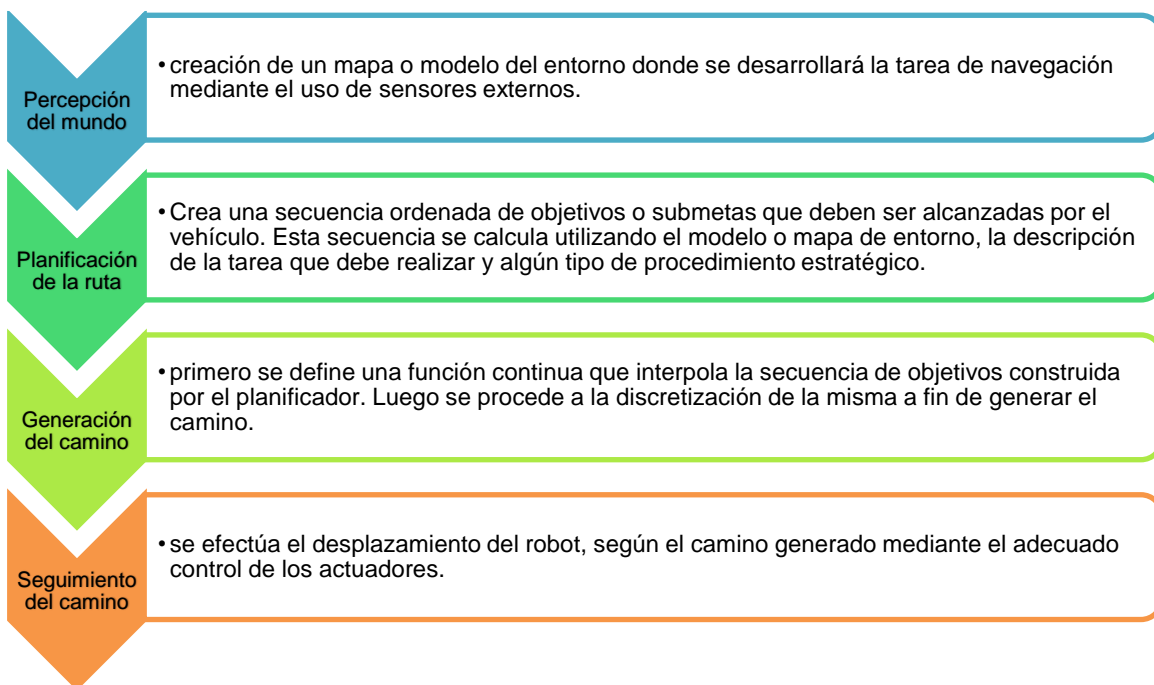 Percepción
del mundo
• creación de un mapa o modelo del entorno donde se desarrollará la tarea de navegación
mediante el uso de sensores externos.
Planificación
de la ruta
• Crea una secuencia ordenada de objetivos o submetas que deben ser alcanzadas por el
vehículo. Esta secuencia se calcula utilizando el modelo o mapa de entorno, la descripción
de la tarea que debe realizar y algún tipo de procedimiento estratégico.
Generación
del camino
• primero se define una función continua que interpola la secuencia de objetivos construida
por el planificador. Luego se procede a la discretización de la misma a fin de generar el
camino.
Seguimiento
del camino
• se efectúa el desplazamiento del robot, según el camino generado mediante el adecuado
control de los actuadores.